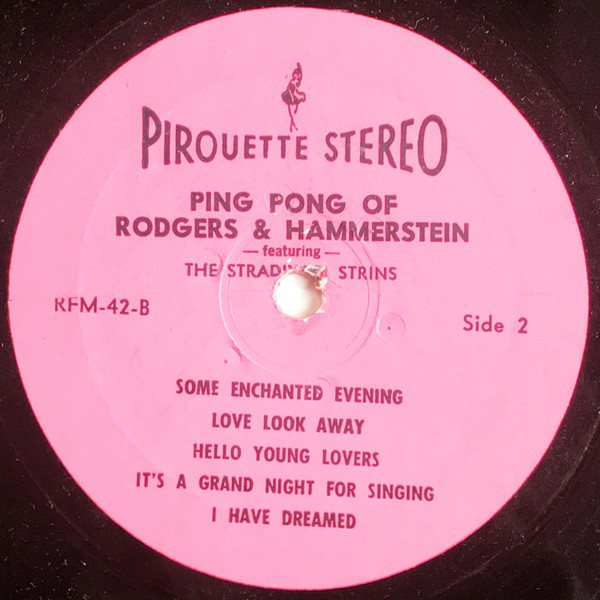 PIROUETTE STEREO
PING PONG OF
RODGERS & HAMMERSTEIN
— featuring —
THE STRINS
RFM-42-B
Side 2
SOME ENCHANTED EVENING
LOVE LOOK AWAY
HELLO YOUNG LOVERS
IT'S A GRAND NIGHT FOR SINGING
I HAVE DREAMED